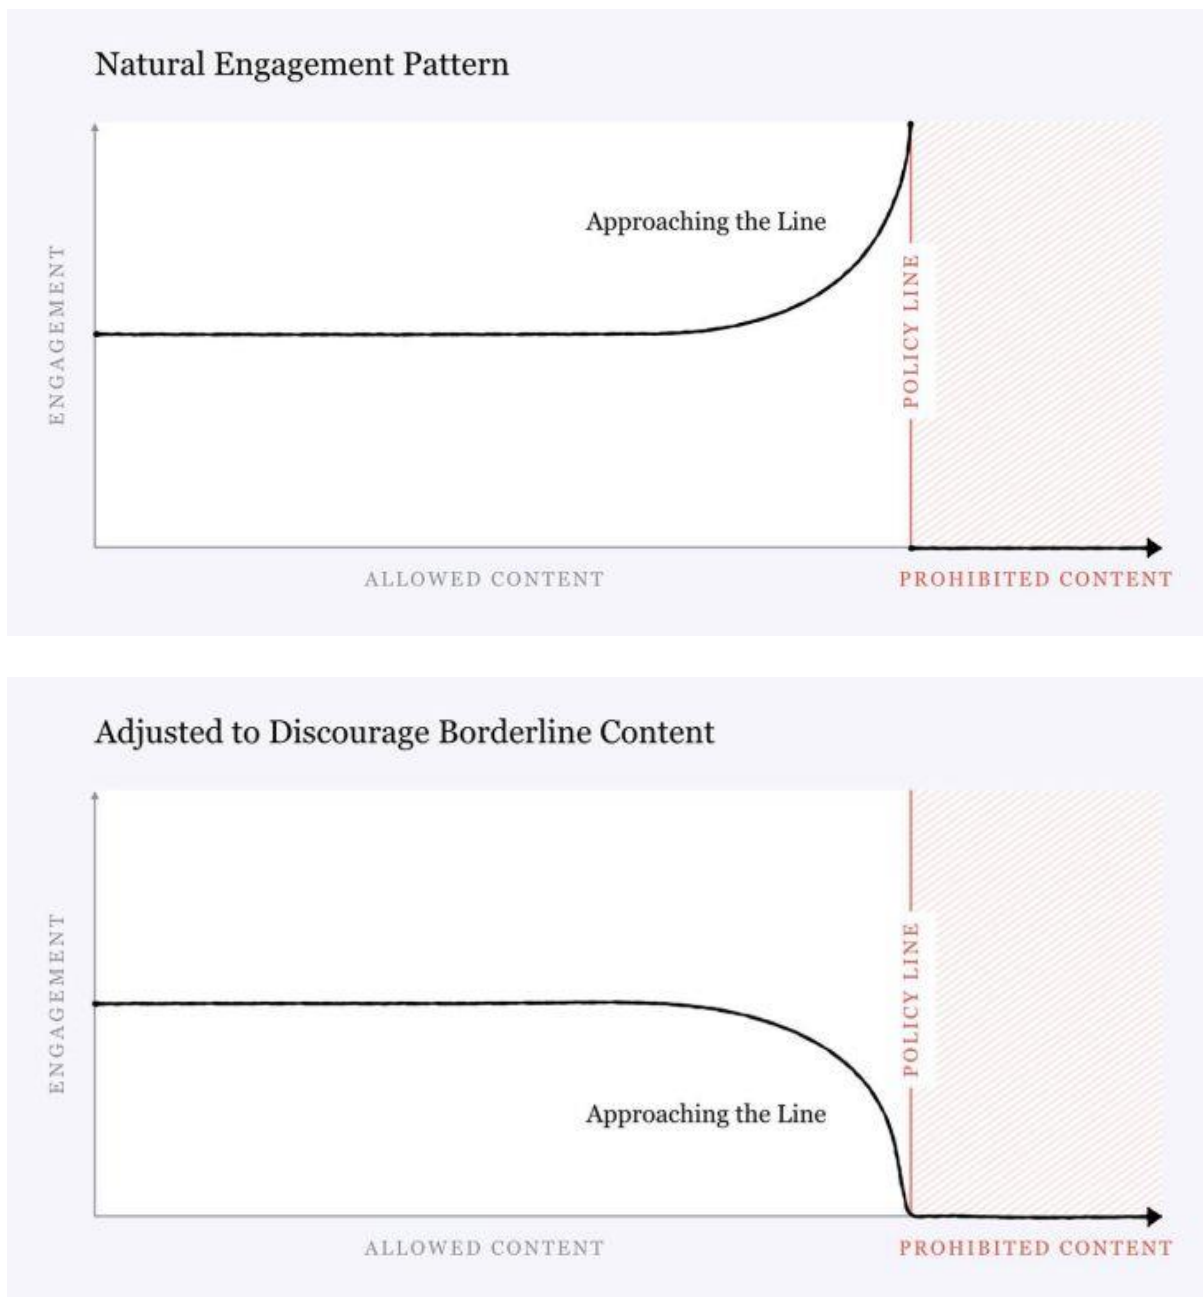 Natural Engagement Pattern
Approaching the Line
ENGAGEMENT
POLICY LINE
ALLOWED CONTENT
PROHIBITED CONTENT
Adjusted to Discourage Borderline Content
ENGAGEMENT
POLICY LINE
Approaching the Line
ALLOWED CONTENT
PROHIBITED CONTENT